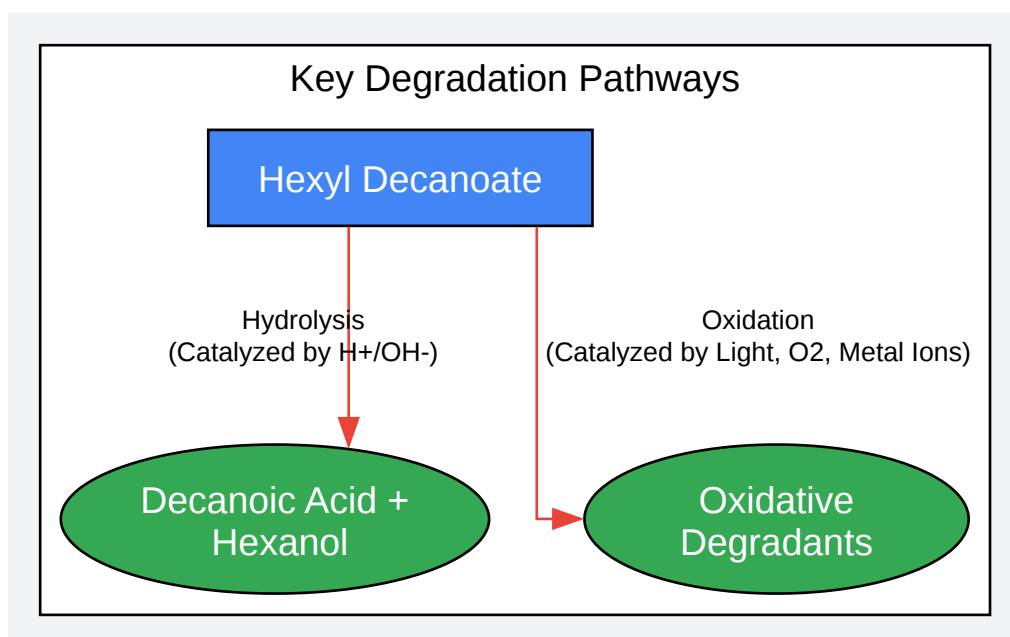 Key Degradation Pathways
Hexyl Decanoate
Hydrolysis
(Catalyzed by H+/OH-)
Oxidation
(Catalyzed by Light, O2, Metal Ions)
Decanoic Acid +
Hexanol
Oxidative
Degradants